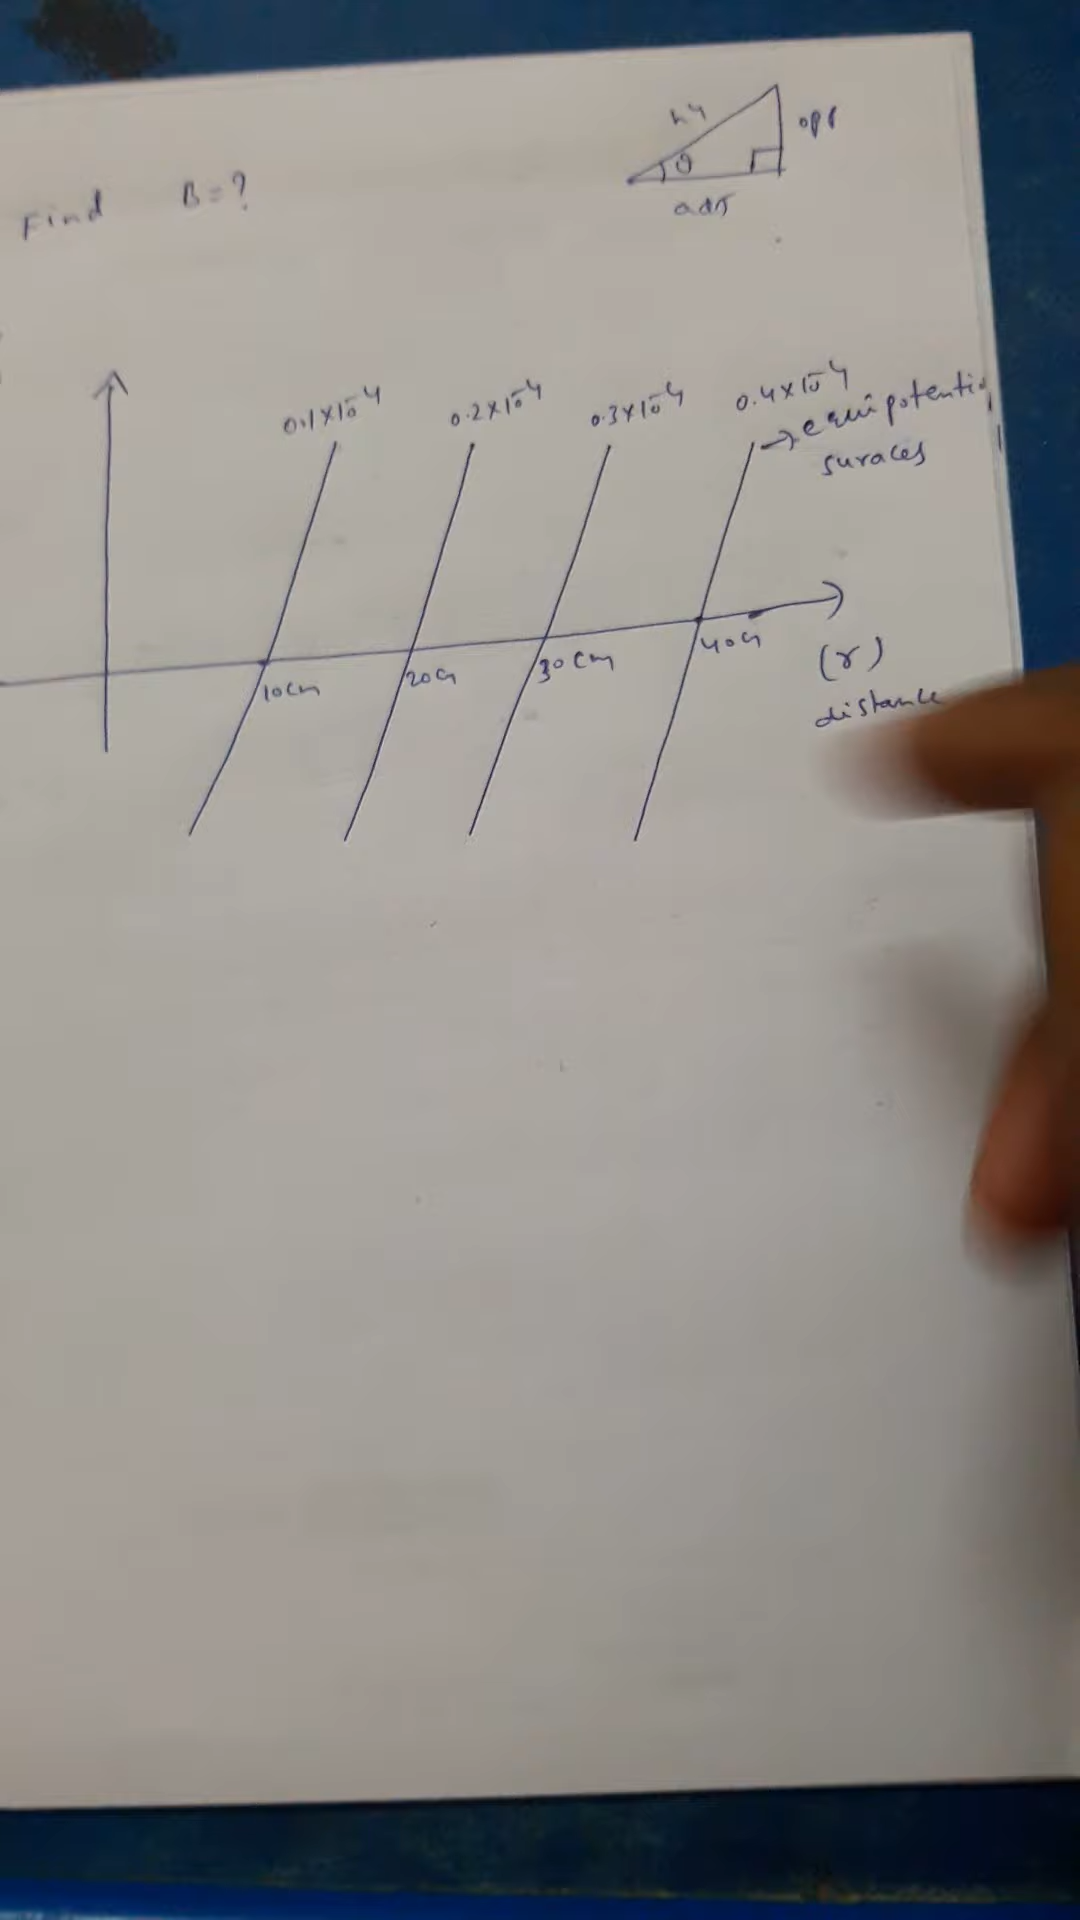 hy
opp
θ
adj
Find B=?
0.1×10⁻⁴ 0.2×10⁻⁴ 0.3×10⁻⁴ 0.4×10⁻⁴
→ equipotential
suraces
10cm 20cm 30cm 40cm
(r)
distance